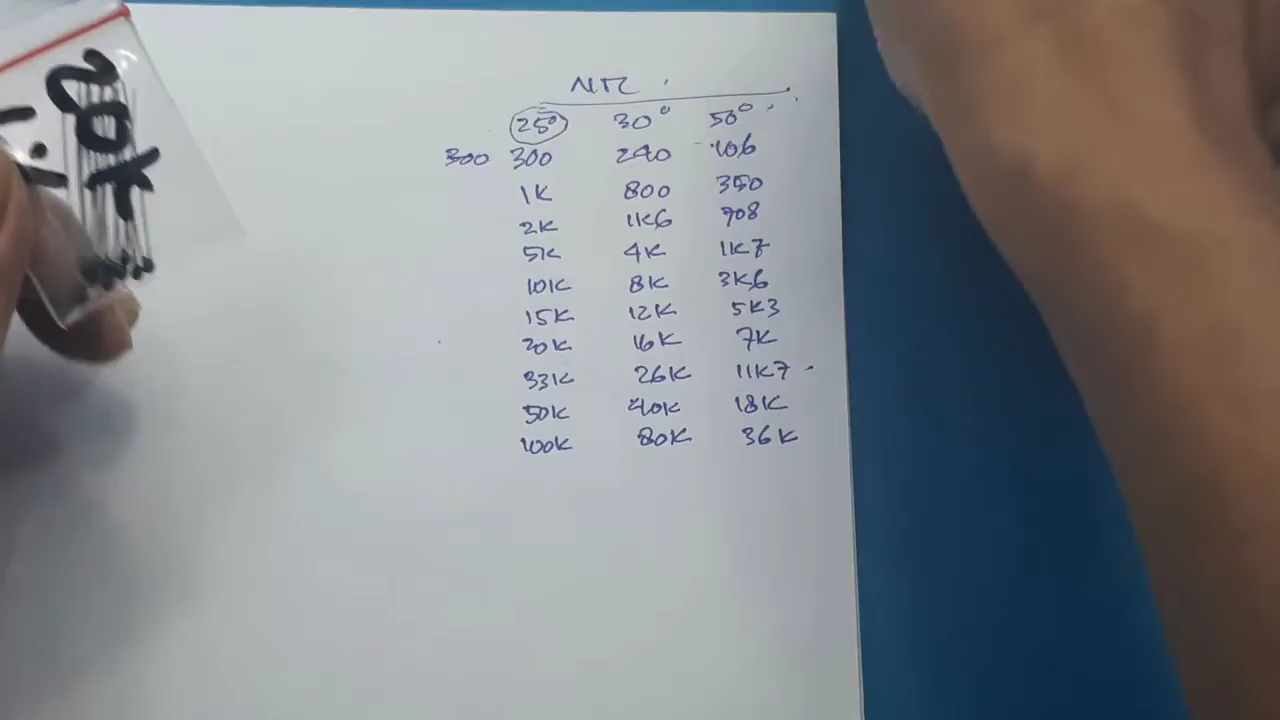 20K
NTC
25° 30° 50°
300 300 240 106
1K 800 350
2K 1K6 708
5K 4K 1K7
10K 8K 3K6
15K 12K 5K3
20K 16K 7K
33K 26K 11K7
50K 40K 18K
100K 80K 36K